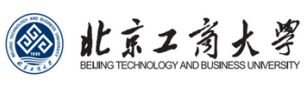 北京工商大学
BEIJING TECHNOLOGY AND BUSINESS UNIVERSITY